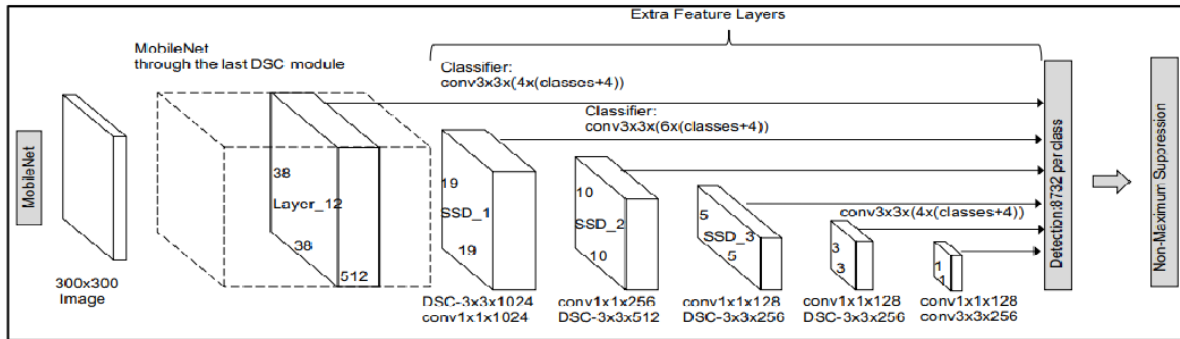 Extra Feature Layers
MobileNet
through the last DSC module
Classifier:
conv3x3x(4x(classes+4))
Classifier:
conv3x3x(6x(classes+4))
MobileNet
38
Layer_12
38
512
19
SSD_1
19
10
SSD_2
10
5
SSD_3
5
conv3x3x(4x(classes+4))
3
3
1
1
Detection:8732 per class
Non-Maximum Suppression
300x300
Image
DSC-3x3x1024
conv1x1x1024
conv1x1x256
DSC-3x3x512
conv1x1x128
DSC-3x3x256
conv1x1x128
DSC-3x3x256
conv1x1x128
conv3x3x256